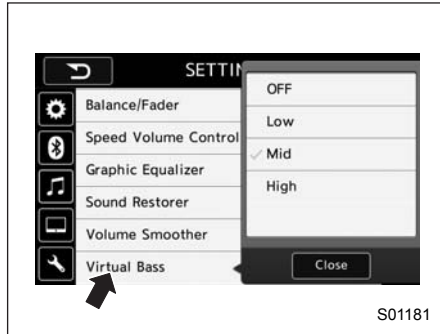 SETTIN
Balance/Fader
Speed Volume Control
Graphic Equalizer
Sound Restorer
Volume Smoother
Virtual Bass
OFF
Low
Mid
High
Close
S01181